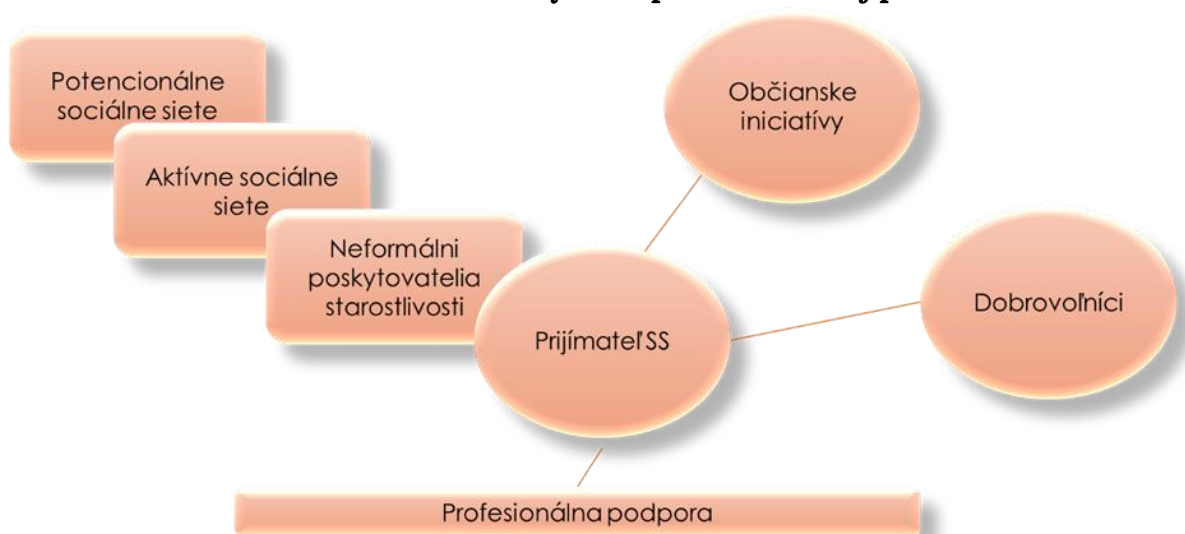 Potencionálne
sociálne siete
Aktívne sociálne
siete
Neformálni
poskytovatelia
starostlivosti
Prijímateľ SS
Občianske
iniciatívy
Dobrovoľníci
Profesionálna podpora